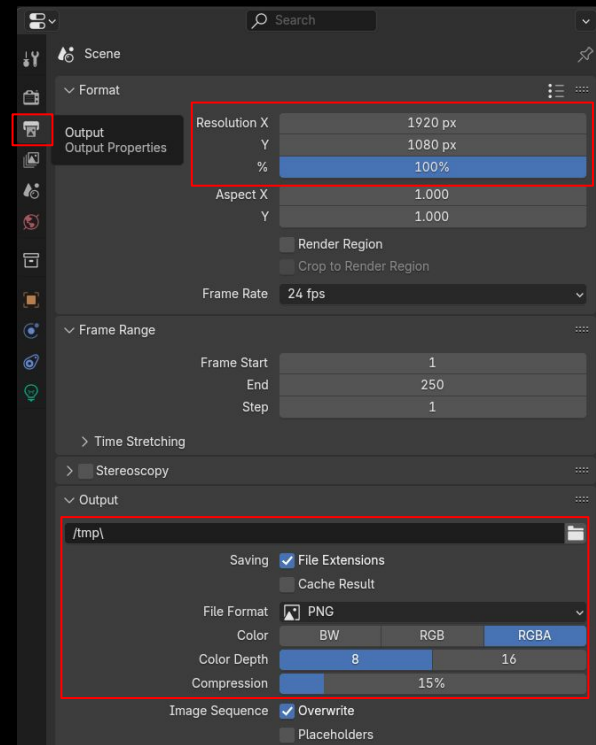 Search
Scene
Format
Output
Output Properties
Resolution X 1920 px
Y 1080 px
% 100%
Aspect X 1.000
Y 1.000
Render Region
Crop to Render Region
Frame Rate 24 fps
Frame Range
Frame Start 1
End 250
Step 1
Time Stretching
Stereoscopy
Output
/tmp\
Saving File Extensions
Cache Result
File Format PNG
Color BW RGB RGBA
Color Depth 8 16
Compression 15%
Image Sequence Overwrite
Placeholders